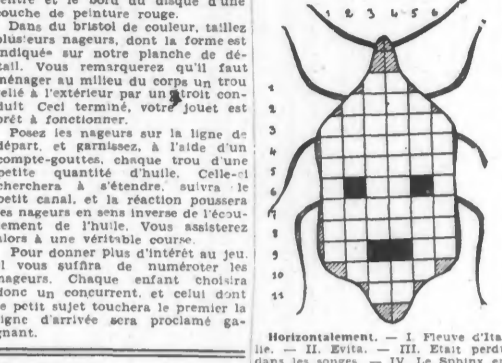 entre et le bord du disque d'une
couche de peinture rouge.
Dans du bristol de couleur, taillez
plusieurs nageurs, dont la forme est
indiquée sur notre planche de dé-
tail. Vous remarquerez qu'il faut
ménager au milieu du corps un trou
relié à l'extérieur par un étroit con-
duit Ceci terminé, votre jouet est
prêt à fonctionner.
Posez les nageurs sur la ligne de
départ, et garnissez, à l'aide d'un
compte-gouttes, chaque trou d'une
petite quantité d'huile. Celle-ci
cherchera à s'étendre, suivra le
petit canal, et la réaction poussera
les nageurs en sens inverse de l'écou-
lement de l'huile. Vous assisterez
alors à une véritable course.
Pour donner plus d'intérêt au jeu,
il vous suffira de numéroter les
nageurs. Chaque enfant choisira
donc un concurrent, et celui dont
le petit sujet touchera le premier la
ligne d'arrivée sera proclamé ga-
gnant.
1 2 3 4 5 6
1
2
3
4
5
6
7
8
9
10
11
Horizontalement. — I. Fleuve d'Ita-
lie. — II. Evita. — III. Etait perdu
dans les songes. — IV. Le Sphinx en